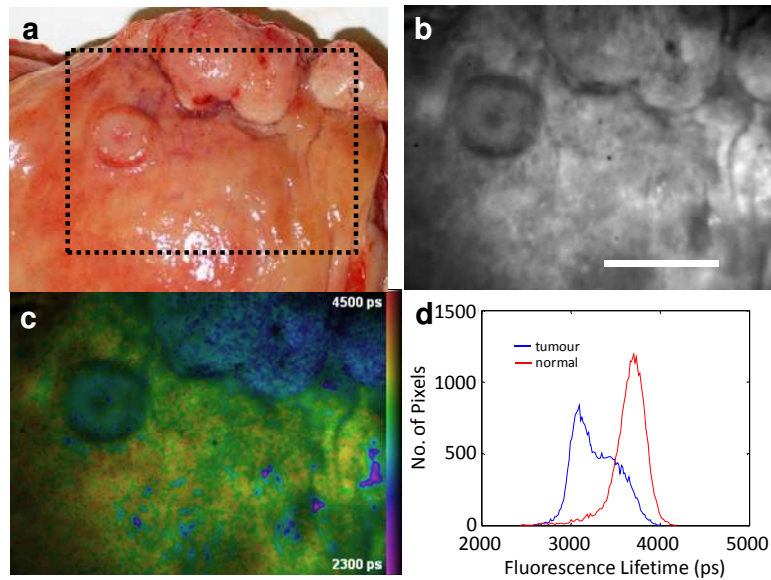 a
b
c
4500 ps
2300 ps
d
1500
1000
500
0
No. of Pixels
tumour
normal
2000
3000
4000
5000
Fluorescence Lifetime (ps)